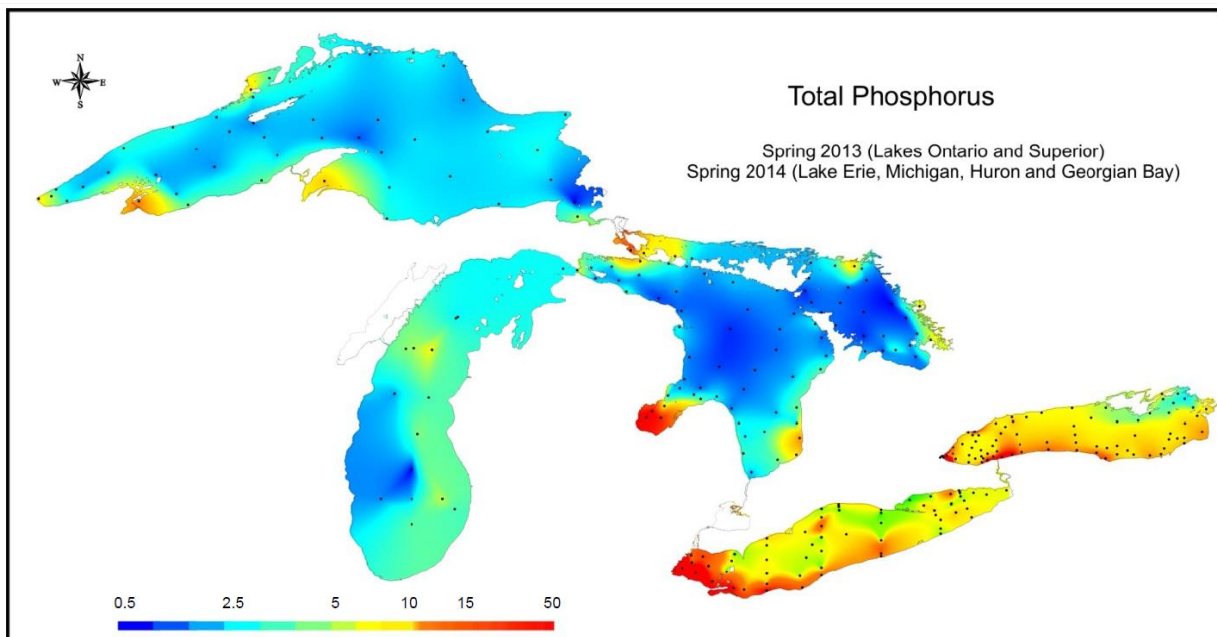 N
W E
S
Total Phosphorus
Spring 2013 (Lakes Ontario and Superior)
Spring 2014 (Lake Erie, Michigan, Huron and Georgian Bay)
0.5 2.5 5 10 15 50